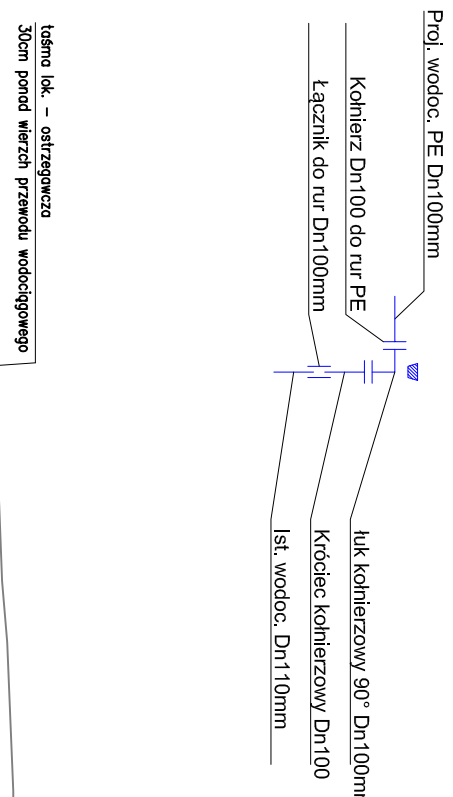 Proj. wodoc. PE Dn100mm
Kołnierz Dn100 do rur PE
Łącznik do rur Dn100mm
łuk kołnierzowy 90° Dn100mm
Króciec kołnierzowy Dn100
Ist. wodoc. Dn110mm
taśma lok. – ostrzegawcza
30cm ponad wierzch przewodu wodociągowego